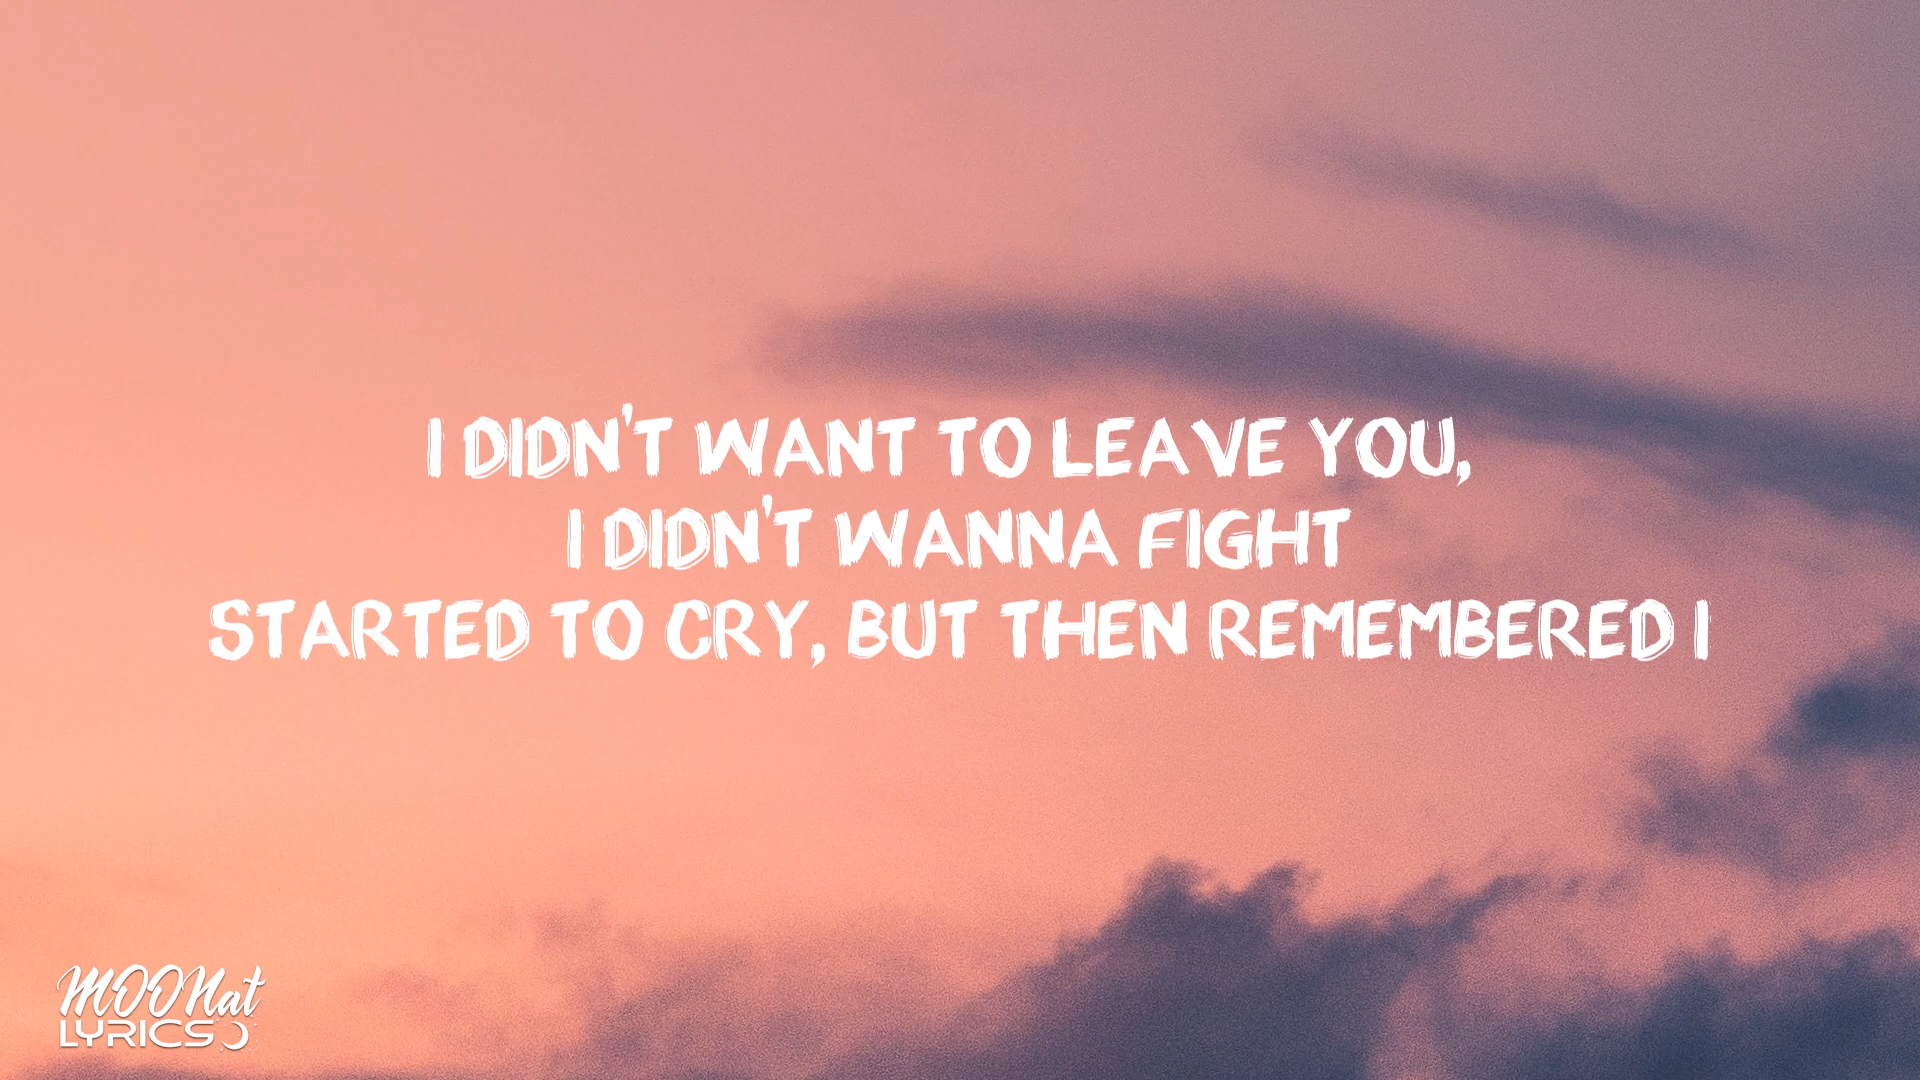 I DIDN'T WANT TO LEAVE YOU,
I DIDN'T WANNA FIGHT
STARTED TO CRY, BUT THEN REMEMBERED I
MOONat
LYRICS